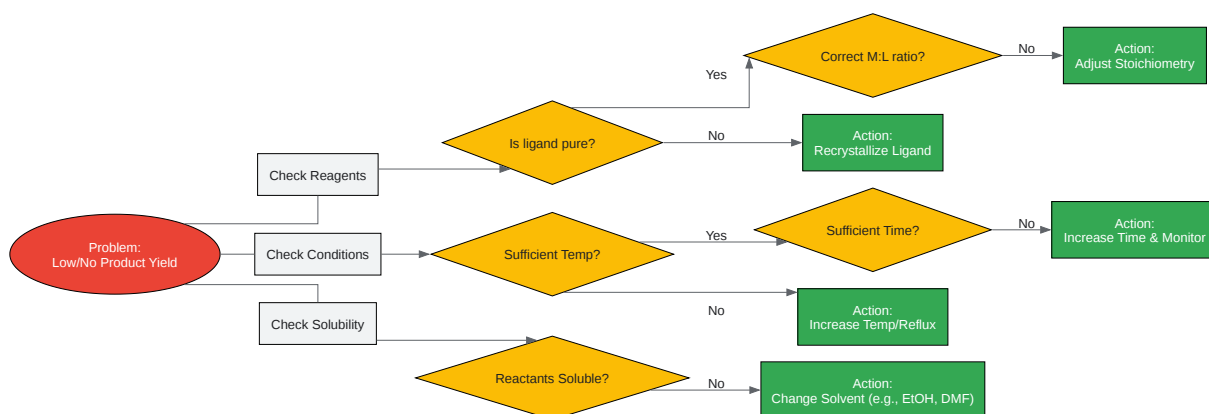 Correct M:L ratio?
No
Action:
Adjust Stoichiometry
Yes
Is ligand pure?
No
Action:
Recrystallize Ligand
Check Reagents
Problem:
Low/No Product Yield
Check Conditions
Sufficient Temp?
Yes
Sufficient Time?
No
Action:
Increase Time & Monitor
No
Action:
Increase Temp/Reflux
Check Solubility
Reactants Soluble?
No
Action:
Change Solvent (e.g., EtOH, DMF)